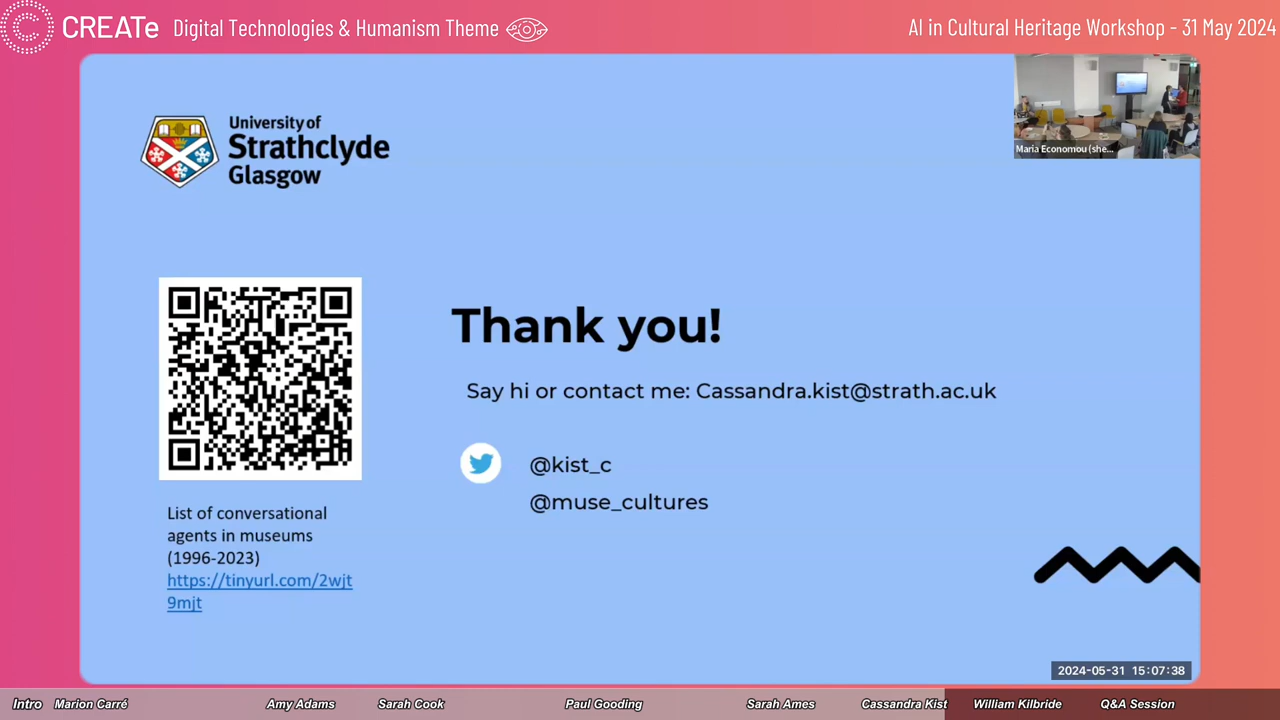 CREATe Digital Technologies & Humanism Theme
AI in Cultural Heritage Workshop - 31 May 2024
Maria Economou (she...
University of
Strathclyde
Glasgow
Thank you!
Say hi or contact me: Cassandra.kist@strath.ac.uk
@kist_c
@muse_cultures
List of conversational
agents in museums
(1996-2023)
https://tinyurl.com/2wjt
9mjt
2024-05-31 15:07:38
Intro Marion Carré Amy Adams Sarah Cook Paul Gooding Sarah Ames Cassandra Kist William Kilbride Q&A Session